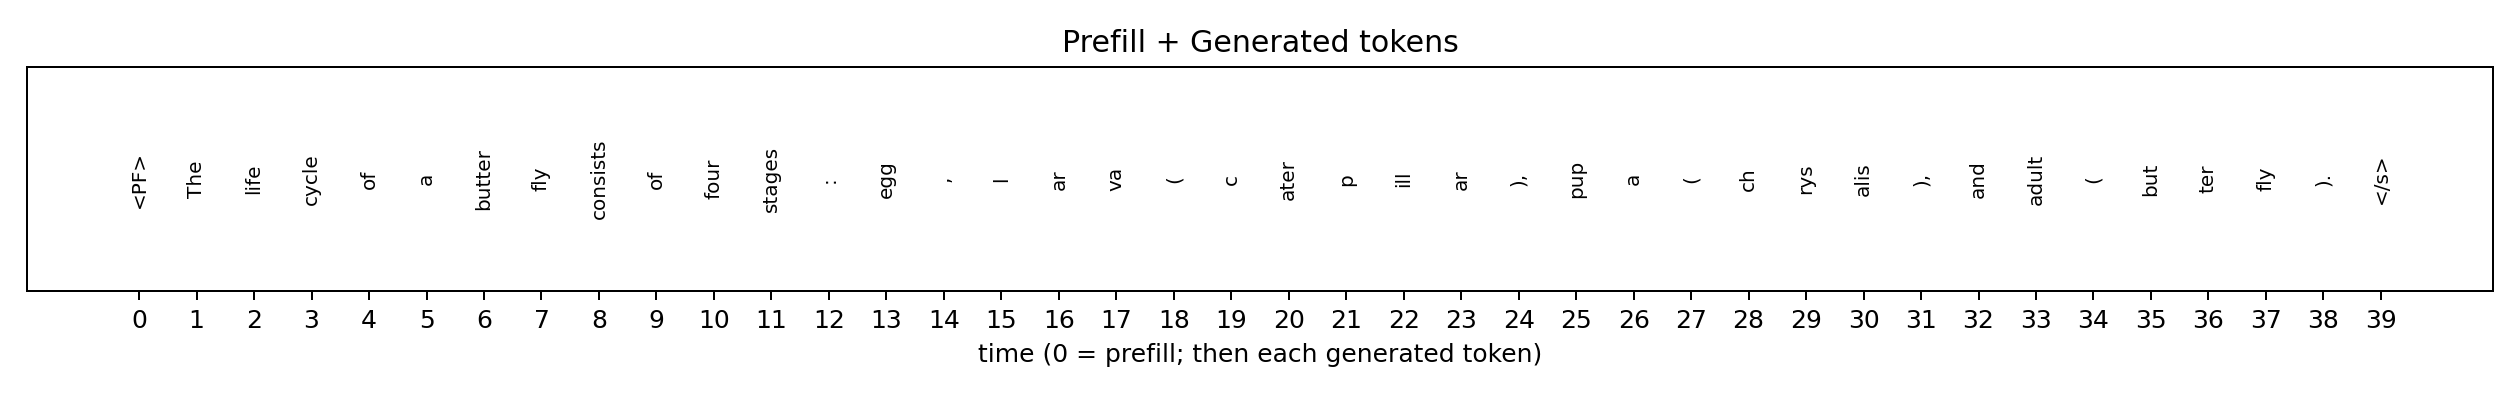 Prefill + Generated tokens
<PF> The life cycle of a butter fly consists of four stages : egg , l ar va ( c ater p ill ar ), pup a ( ch rys alis ), and adult ( but ter fly ). </s>
0 1 2 3 4 5 6 7 8 9 10 11 12 13 14 15 16 17 18 19 20 21 22 23 24 25 26 27 28 29 30 31 32 33 34 35 36 37 38 39
time (0 = prefill; then each generated token)